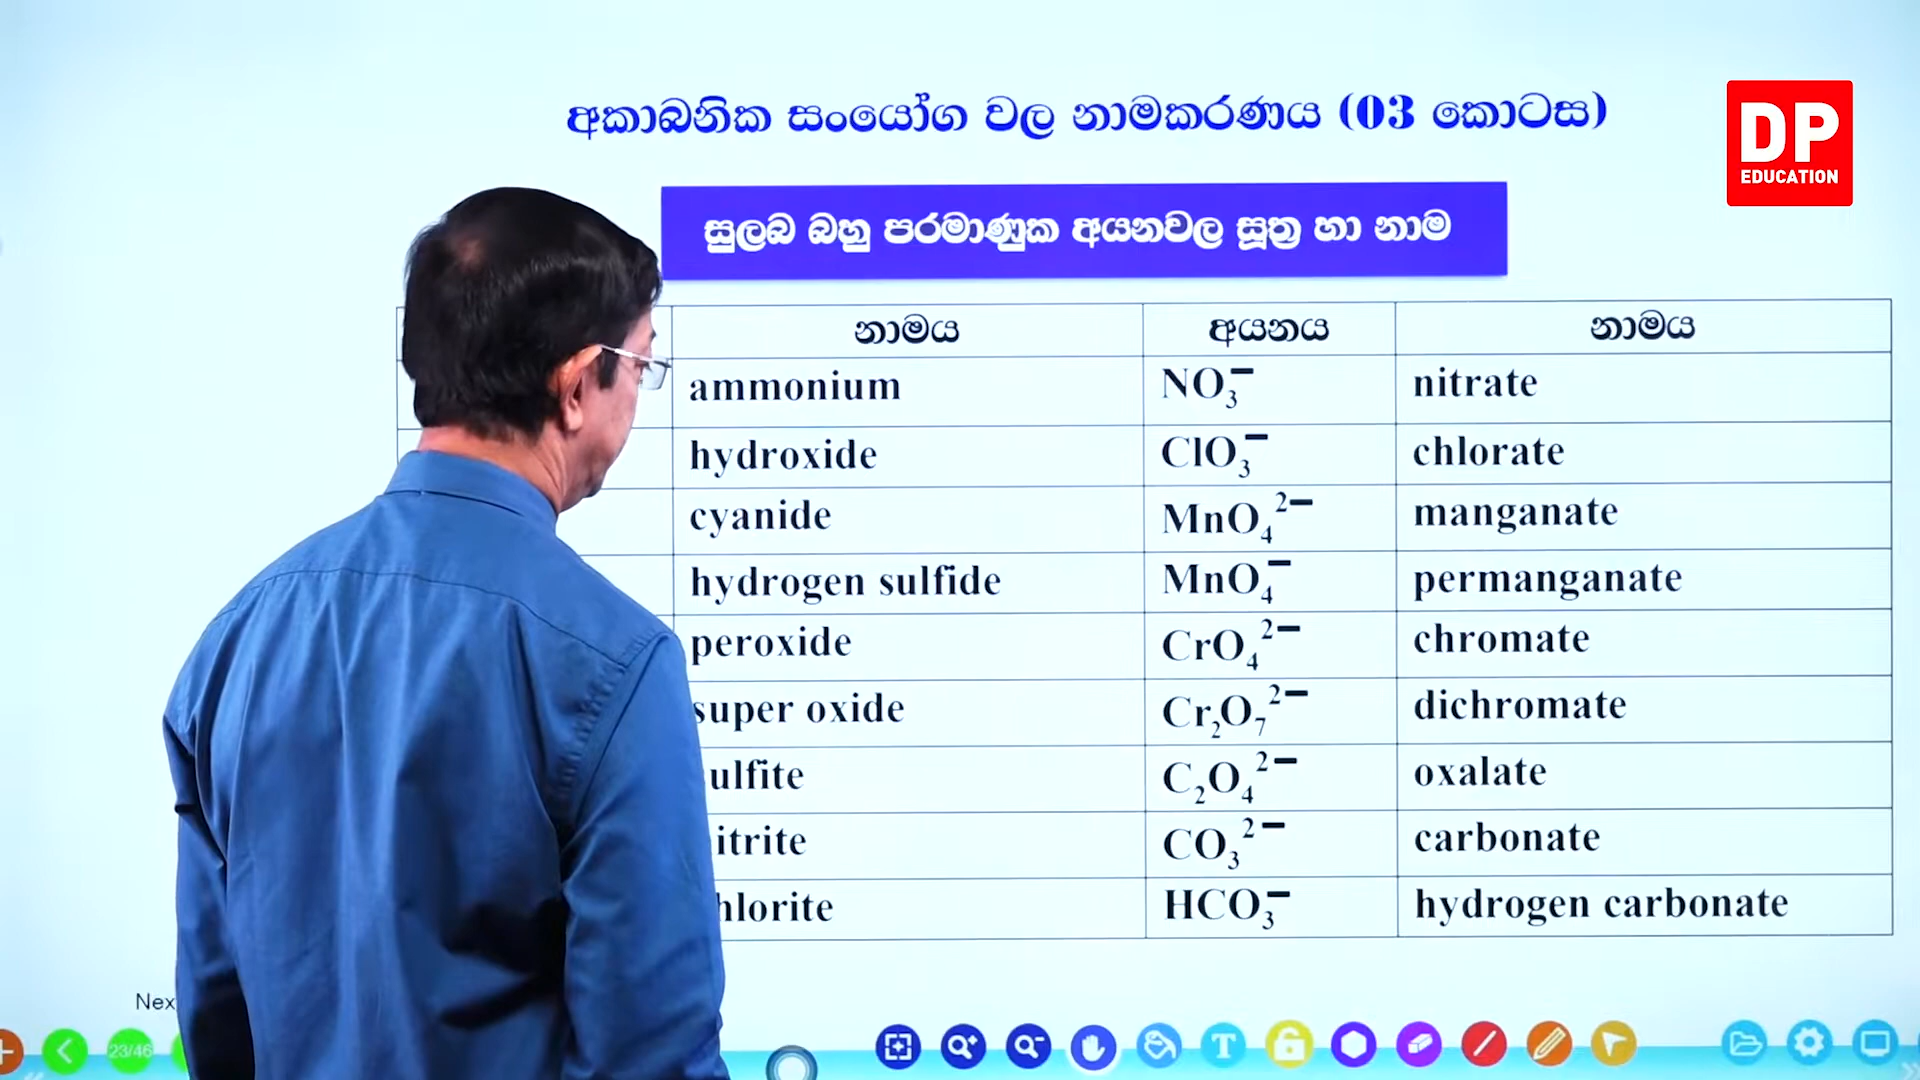 අකාබනික සංයෝග වල නාමකරණය (03 කොටස)
DP
EDUCATION
සුලබ බහු පරමාණුක අයනවල සූත්‍ර හා නාම
නාමය අයනය නාමය
ammonium NO₃⁻ nitrate
hydroxide ClO₃⁻ chlorate
cyanide MnO₄²⁻ manganate
hydrogen sulfide MnO₄⁻ permanganate
peroxide CrO₄²⁻ chromate
super oxide Cr₂O₇²⁻ dichromate
ulfite C₂O₄²⁻ oxalate
itrite CO₃²⁻ carbonate
hlorite HCO₃⁻ hydrogen carbonate
Nex
23/46
T